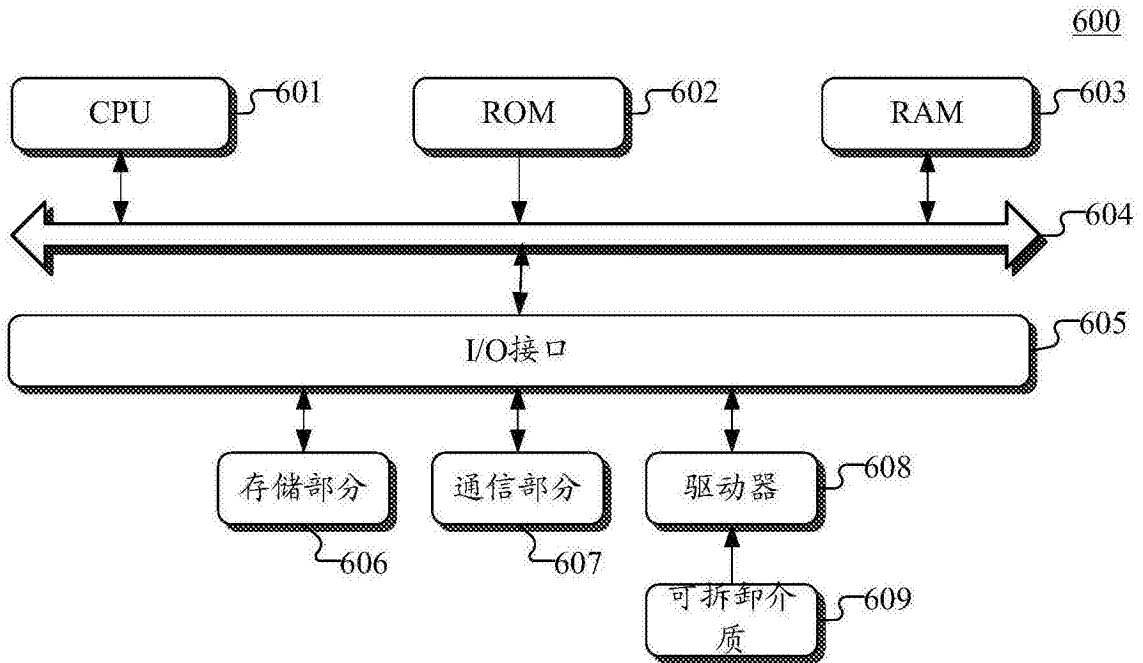 600
CPU
601
ROM
602
RAM
603
604
I/O接口
605
存储部分
606
通信部分
607
驱动器
608
可拆卸介
质
609